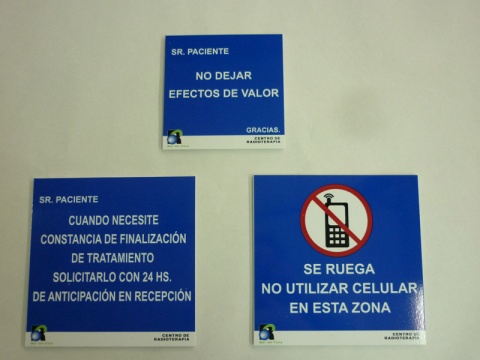 SR. PACIENTE
NO DEJAR
EFECTOS DE VALOR
GRACIAS.
CENTRO DE
RADIOTERAPIA
SR. PACIENTE
CUANDO NECESITE
CONSTANCIA DE FINALIZACIÓN
DE TRATAMIENTO
SOLICITARLO CON 24 HS.
DE ANTICIPACIÓN EN RECEPCIÓN
CENTRO DE
RADIOTERAPIA
SE RUEGA
NO UTILIZAR CELULAR
EN ESTA ZONA
CENTRO DE
RADIOTERAPIA